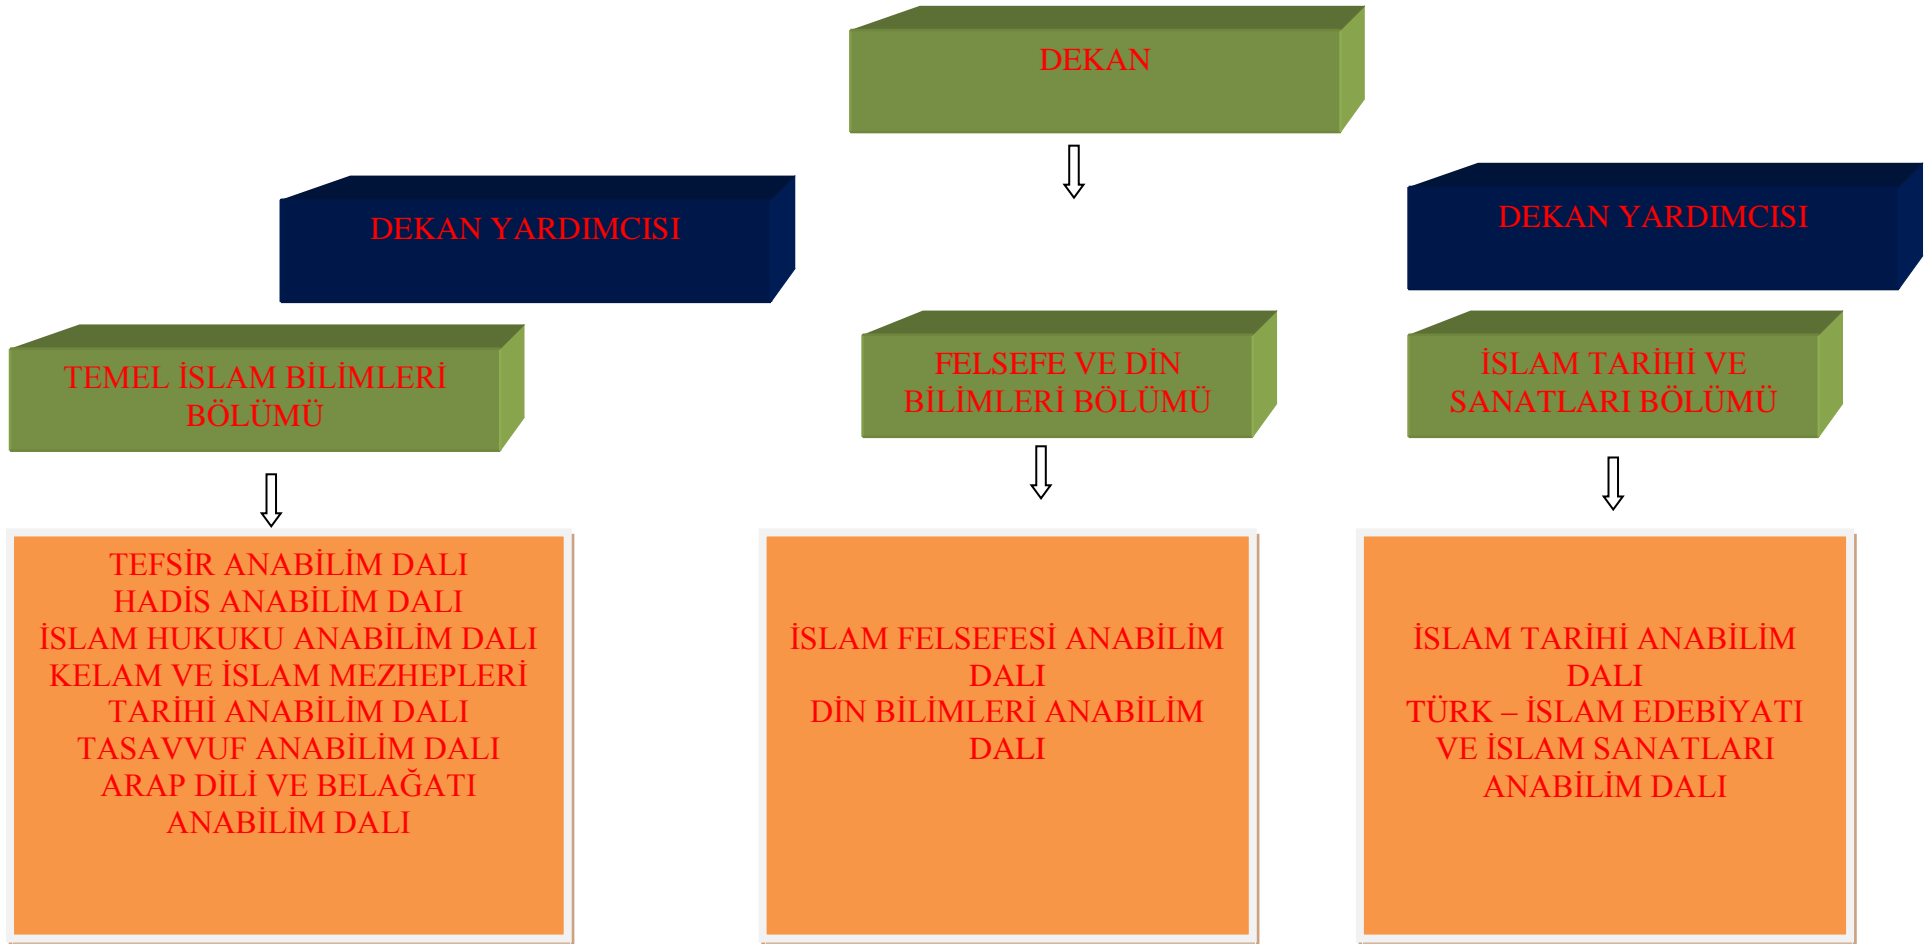 DEKAN
DEKAN YARDIMCISI
DEKAN YARDIMCISI
TEMEL İSLAM BİLİMLERİ
BÖLÜMÜ
FELSEFE VE DİN
BİLİMLERİ BÖLÜMÜ
İSLAM TARİHİ VE
SANATLARI BÖLÜMÜ
TEFSİR ANABİLİM DALI
HADİS ANABİLİM DALI
İSLAM HUKUKU ANABİLİM DALI
KELAM VE İSLAM MEZHEPLERİ
TARİHİ ANABİLİM DALI
TASAVVUF ANABİLİM DALI
ARAP DİLİ VE BELAĞATI
ANABİLİM DALI
İSLAM FELSEFESİ ANABİLİM
DALI
DİN BİLİMLERİ ANABİLİM
DALI
İSLAM TARİHİ ANABİLİM
DALI
TÜRK – İSLAM EDEBİYATI
VE İSLAM SANATLARI
ANABİLİM DALI